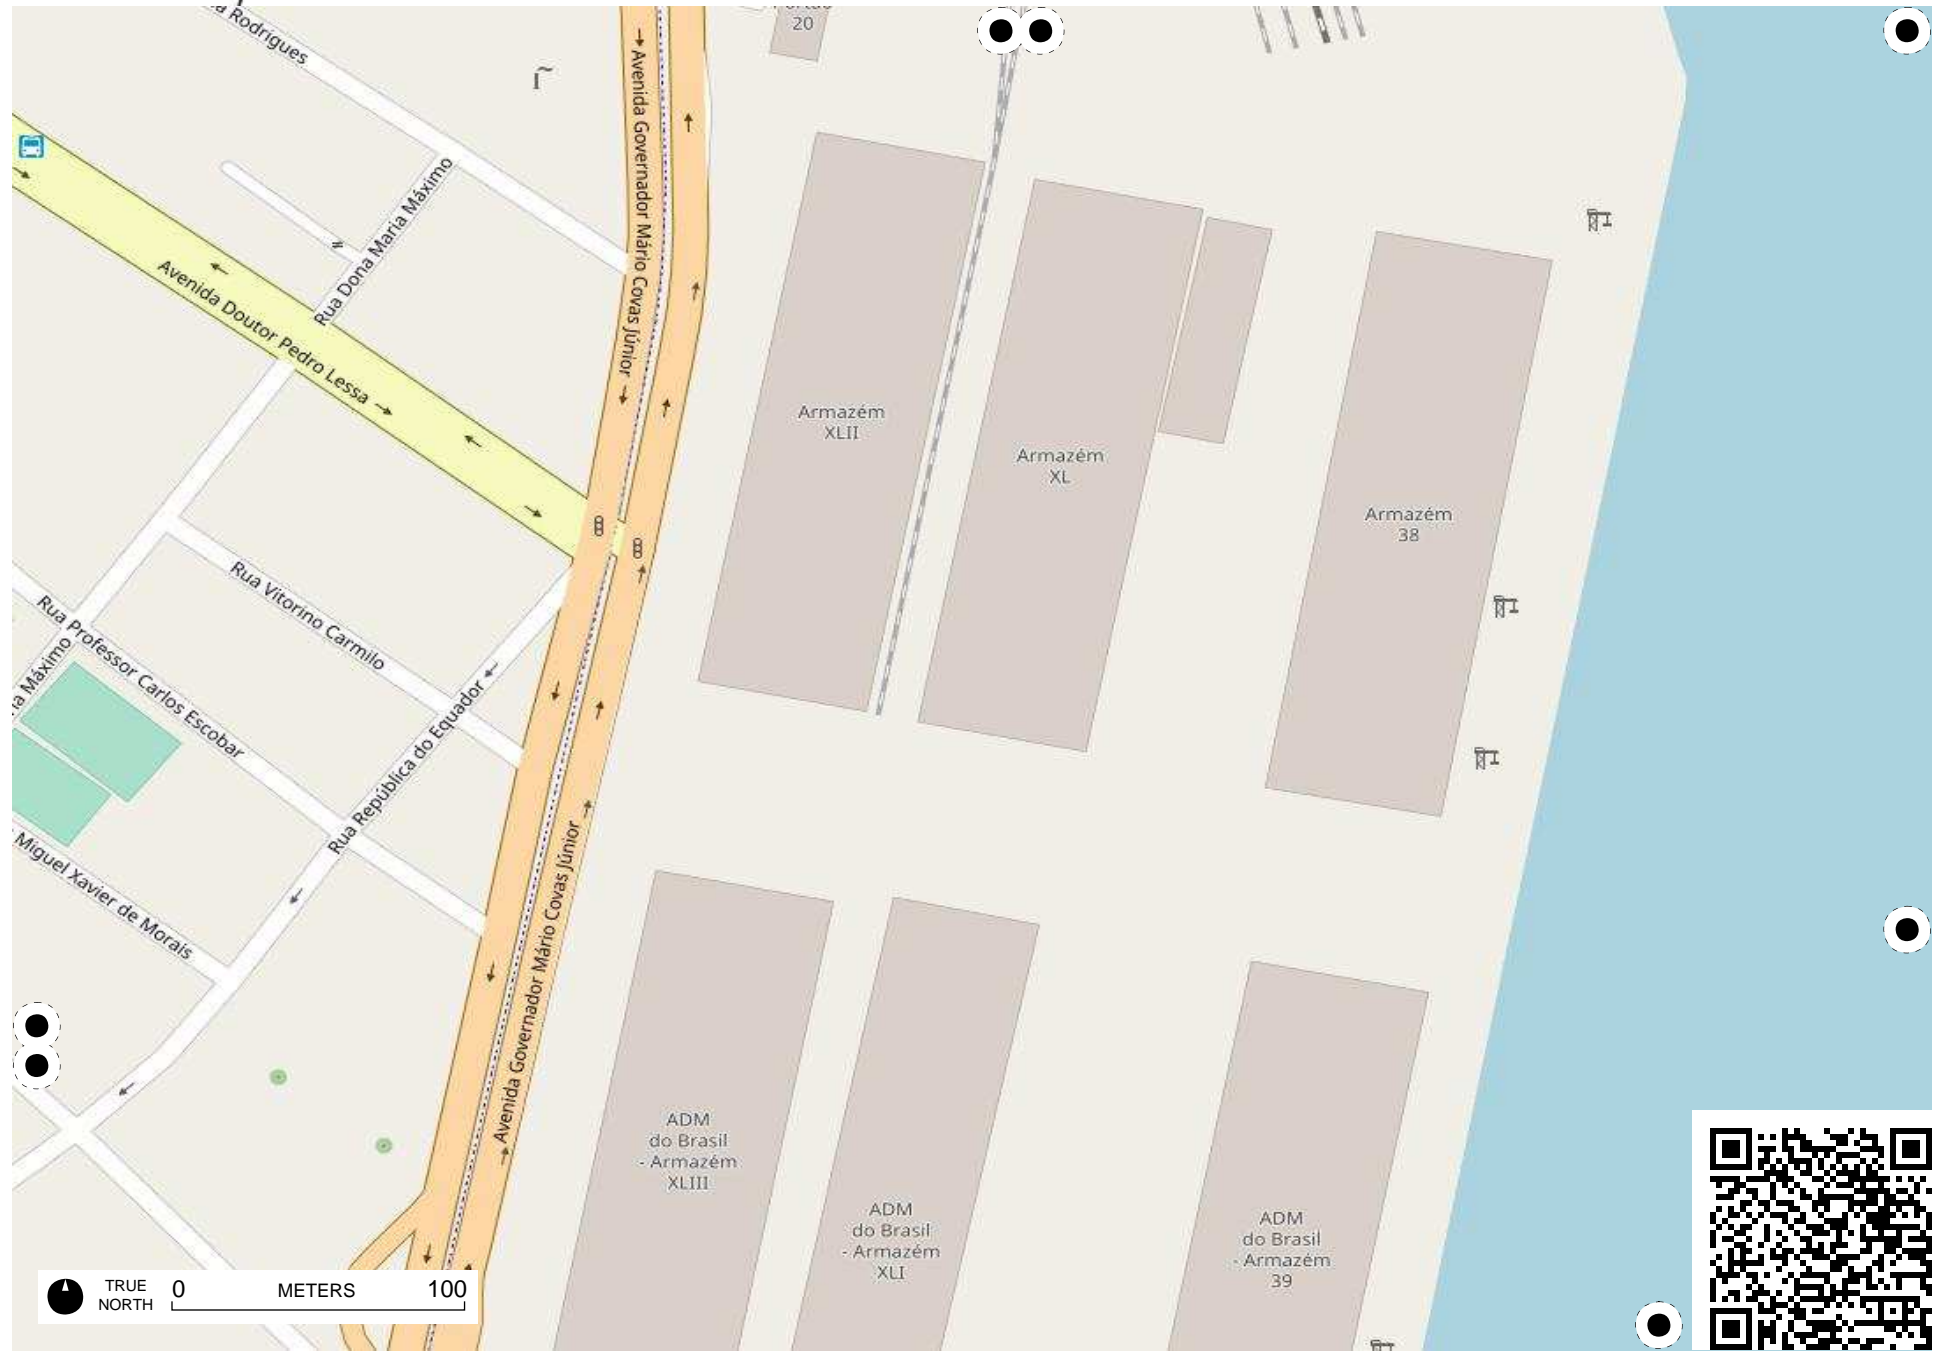 Rodrigues
20
Avenida Governador Mário Covas Júnior
Rua Dona Maria Máximo
Avenida Doutor Pedro Lessa
Armazém
XLII
Armazém
XL
Armazém
38
Rua Vitorino Carmilo
Rua Professor Carlos Escobar
Máximo
Rua República do Equador
Miguel Xavier de Morais
Avenida Governador Mário Covas Júnior
ADM
do Brasil
- Armazém
XLIII
ADM
do Brasil
- Armazém
XLI
ADM
do Brasil
- Armazém
39
TRUE
NORTH
0 METERS 100